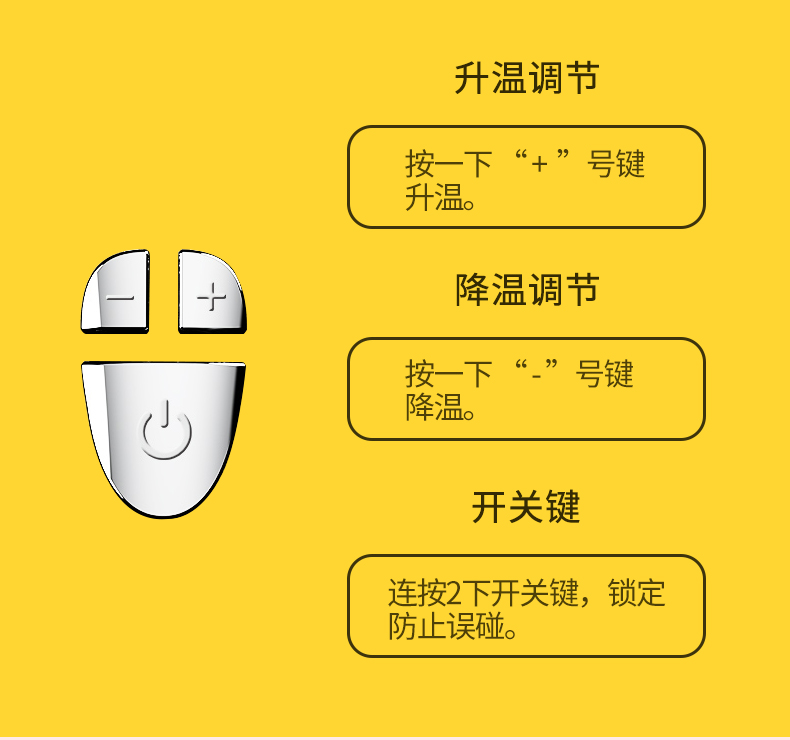 升温调节
按一下 “+” 号键
升温。
降温调节
按一下 “-” 号键
降温。
开关键
连按2下开关键，锁定
防止误碰。